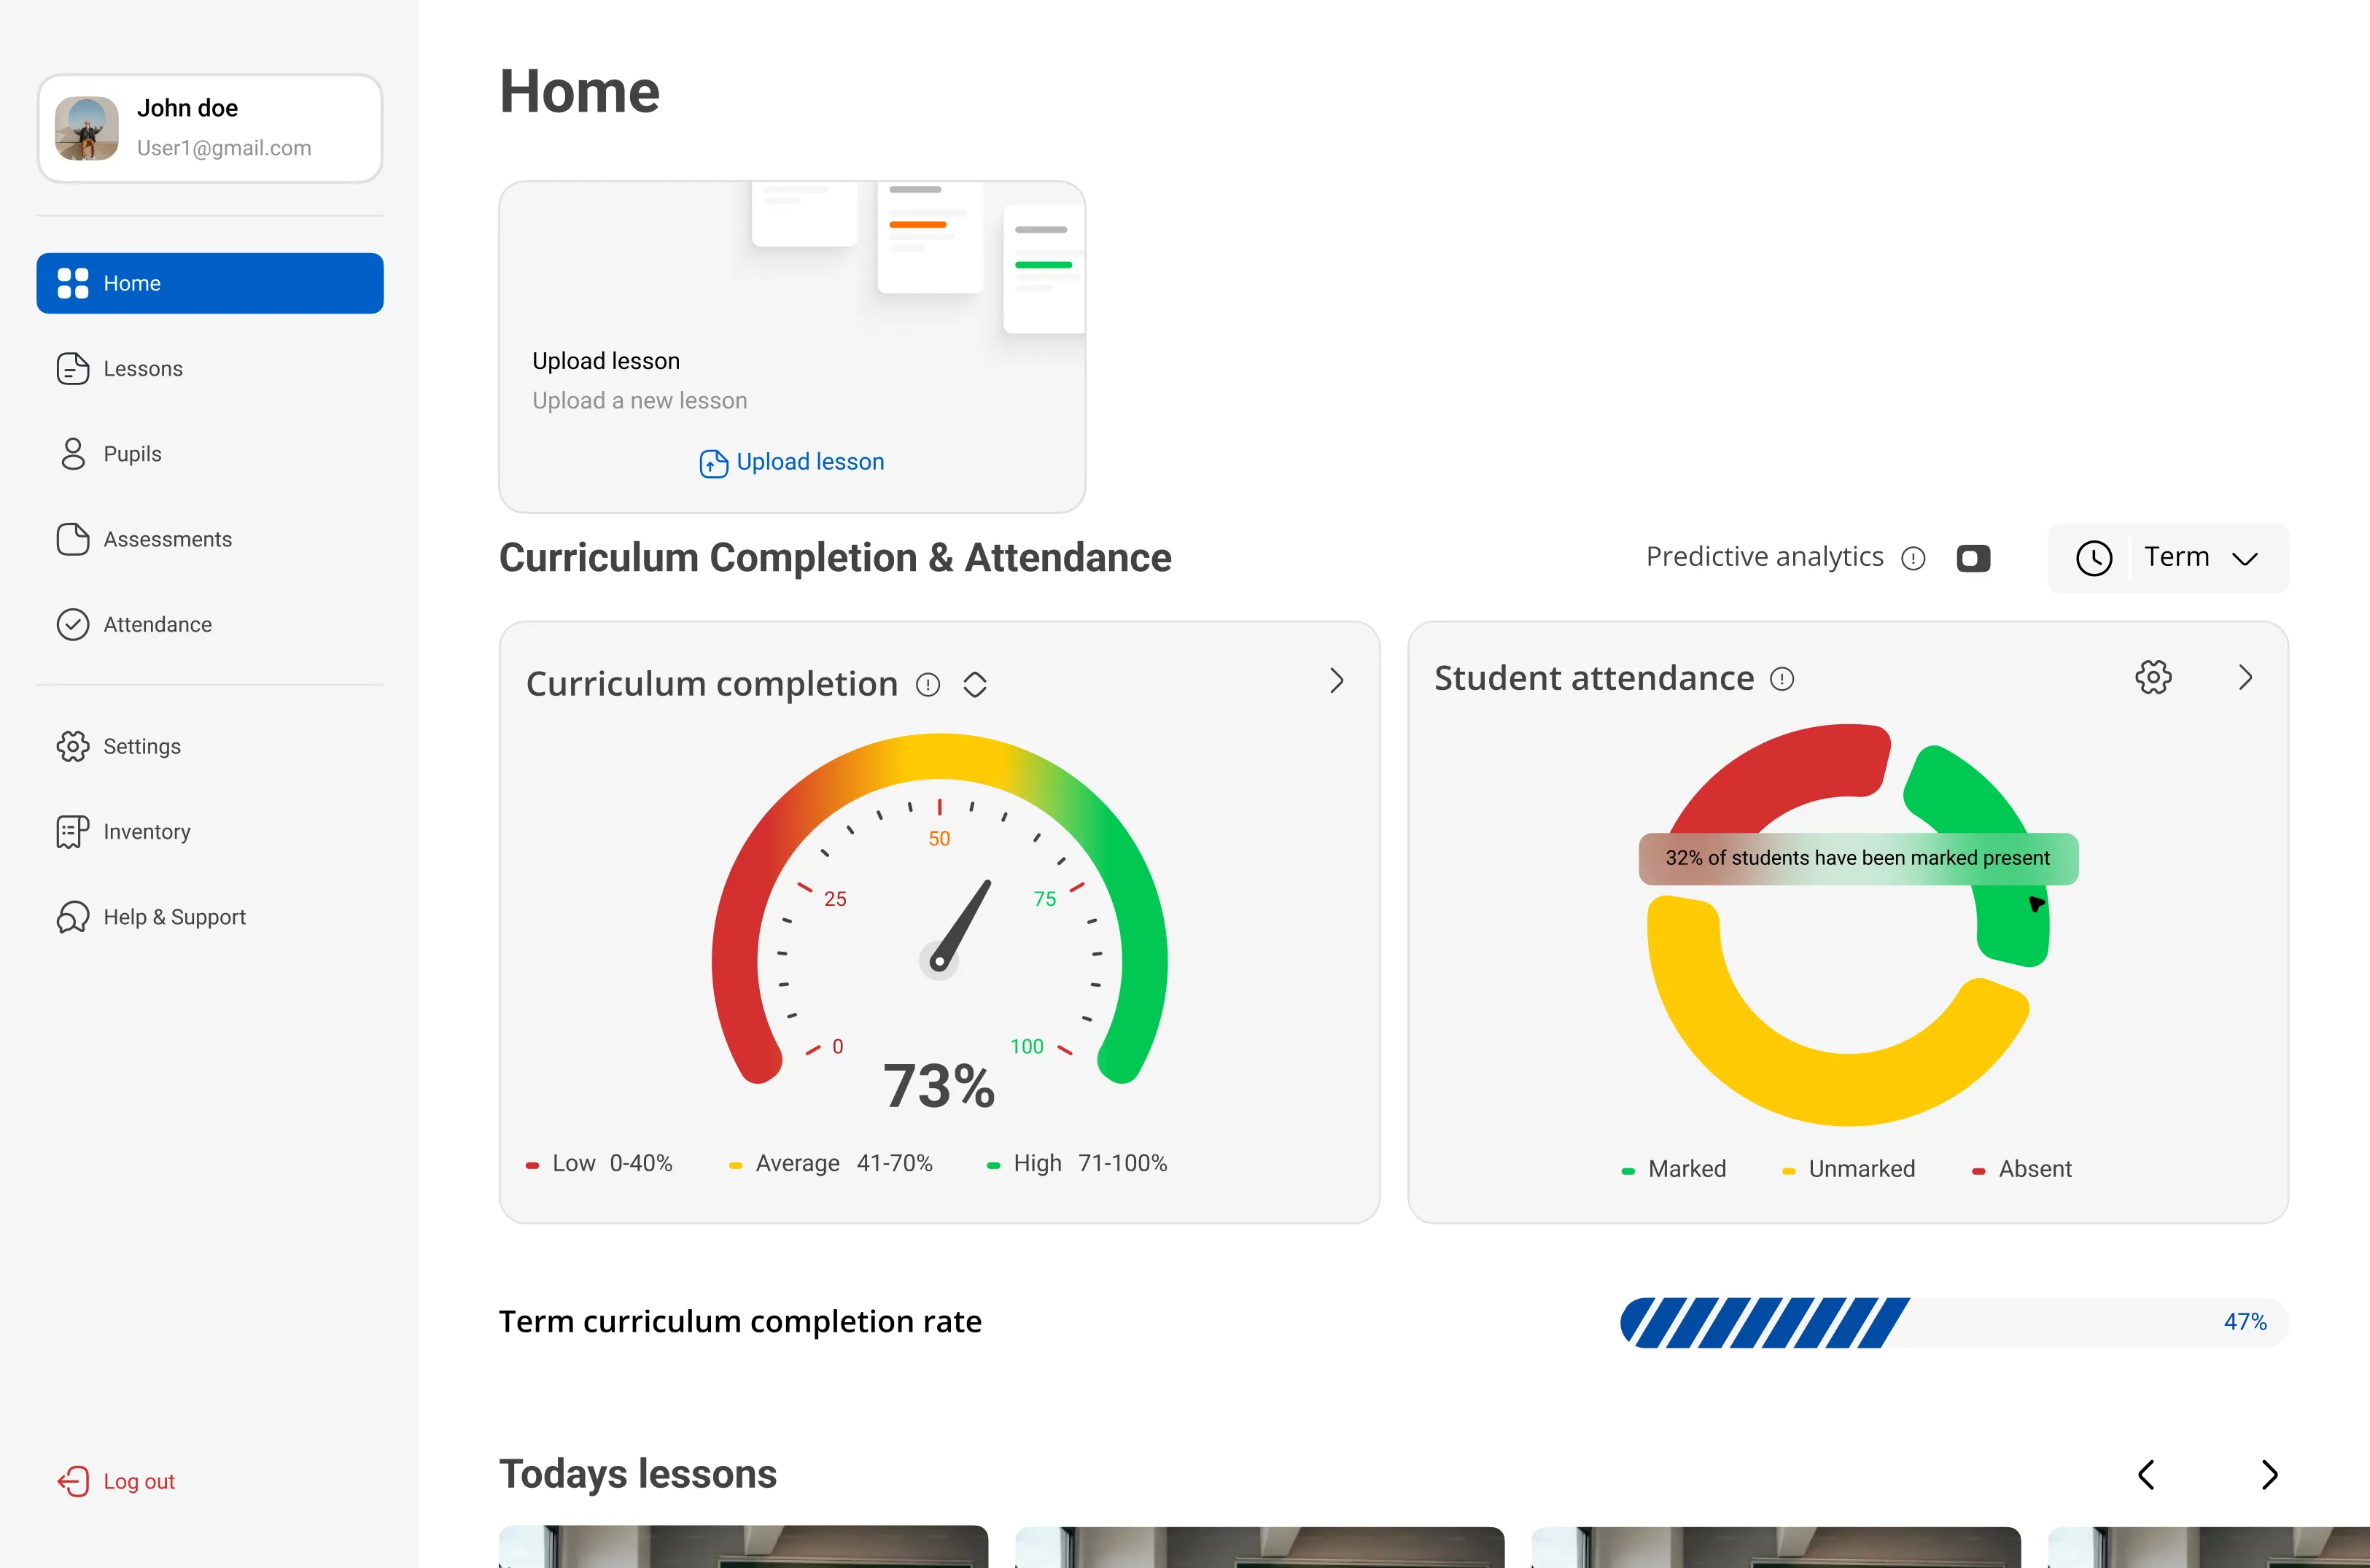 John doe
User1@gmail.com
Home
Lessons
Pupils
Assessments
Attendance
Settings
Inventory
Help & Support
Log out
Home
Upload lesson
Upload a new lesson
Upload lesson
Curriculum Completion & Attendance
Predictive analytics
Term
Curriculum completion
50
25
75
0
100
73%
Low 0-40%
Average 41-70%
High 71-100%
Student attendance
32% of students have been marked present
Marked
Unmarked
Absent
Term curriculum completion rate
47%
Todays lessons